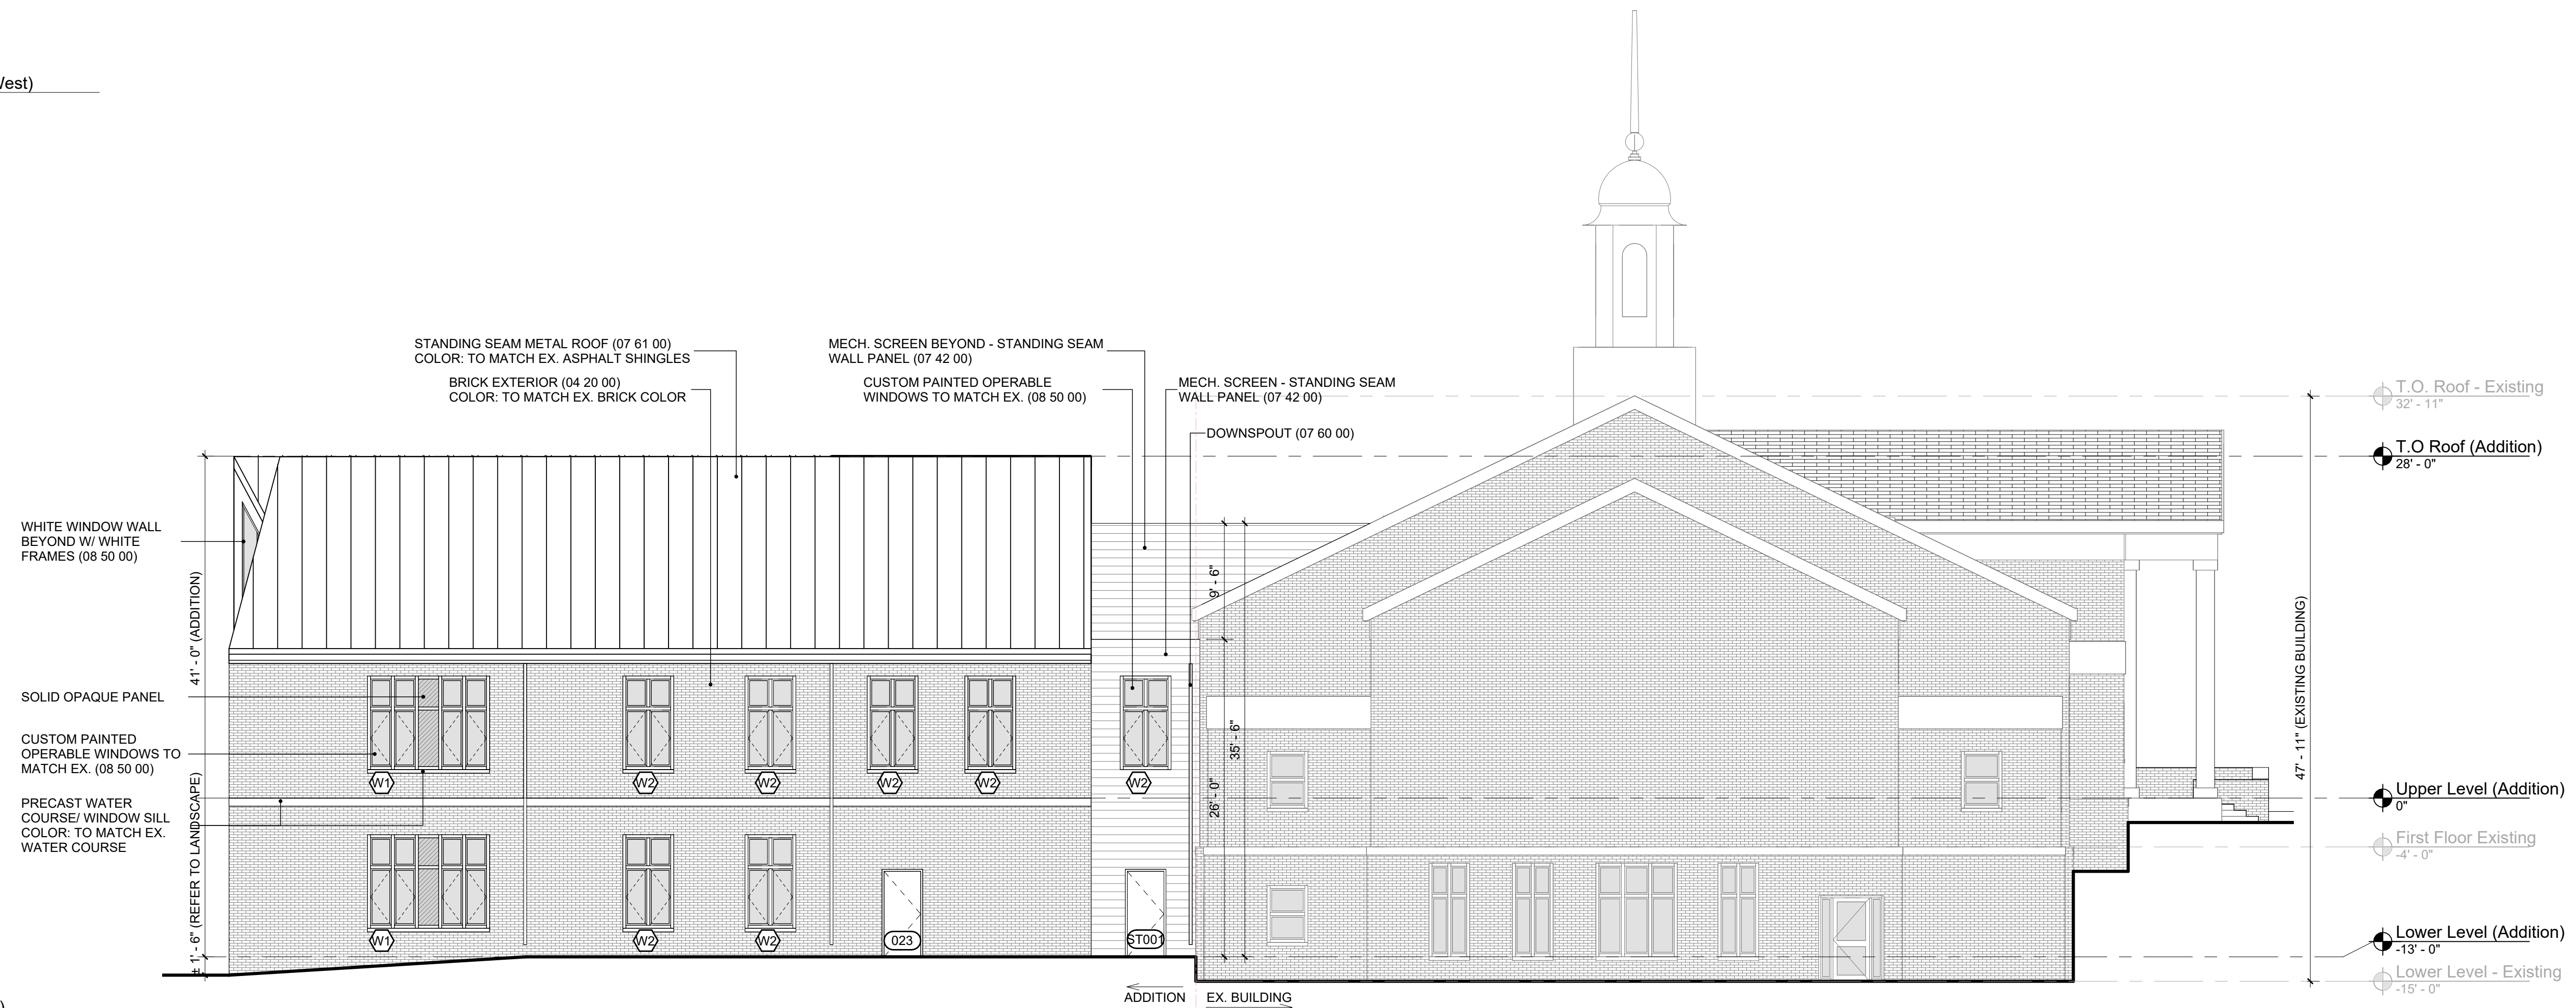 /est)
STANDING SEAM METAL ROOF (07 61 00)
COLOR: TO MATCH EX. ASPHALT SHINGLES
BRICK EXTERIOR (04 20 00)
COLOR: TO MATCH EX. BRICK COLOR
MECH. SCREEN BEYOND - STANDING SEAM
WALL PANEL (07 42 00)
CUSTOM PAINTED OPERABLE
WINDOWS TO MATCH EX. (08 50 00)
MECH. SCREEN - STANDING SEAM
WALL PANEL (07 42 00)
DOWNSPOUT (07 60 00)
T.O. Roof - Existing
32' - 11"
T.O Roof (Addition)
28' - 0"
WHITE WINDOW WALL
BEYOND W/ WHITE
FRAMES (08 50 00)
41' - 0" (ADDITION)
9' - 6"
35' - 6"
26' - 0"
47' - 11" (EXISTING BUILDING)
SOLID OPAQUE PANEL
CUSTOM PAINTED
OPERABLE WINDOWS TO
MATCH EX. (08 50 00)
W1
W2
W2
W2
W2
W2
PRECAST WATER
COURSE/ WINDOW SILL
COLOR: TO MATCH EX.
WATER COURSE
± 1' - 6" (REFER TO LANDSCAPE)
Upper Level (Addition)
0"
First Floor Existing
-4' - 0"
W1
W2
W2
023
ST001
Lower Level (Addition)
-13' - 0"
Lower Level - Existing
-15' - 0"
ADDITION
EX. BUILDING
)